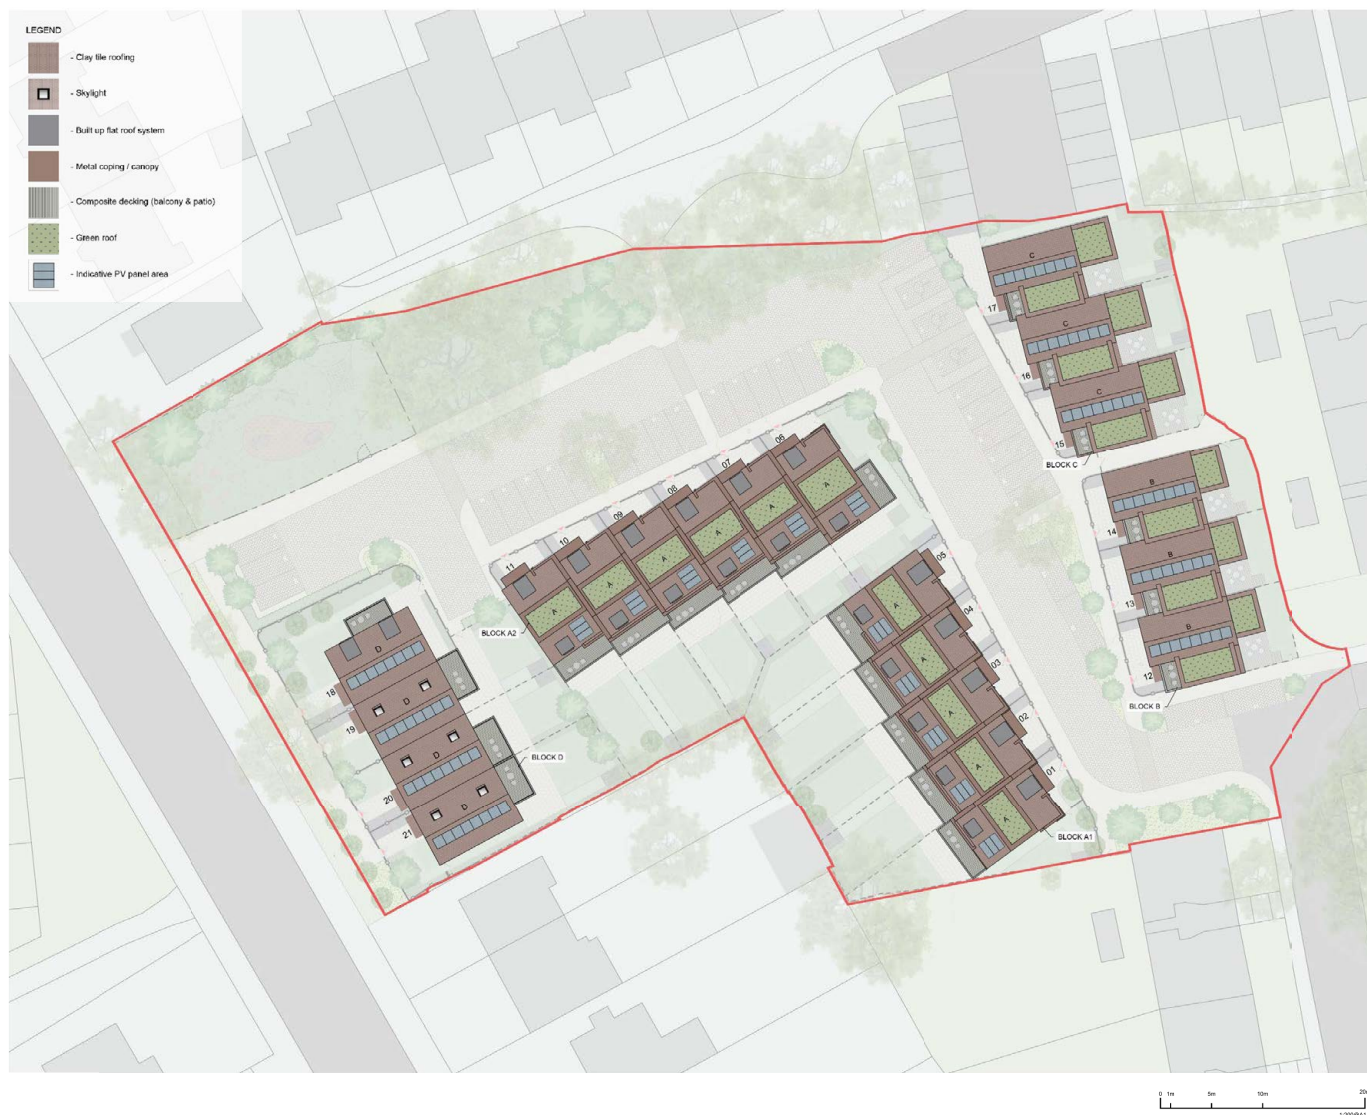 LEGEND
- Clay tile roofing
- Skylight
- Built up flat roof system
- Metal coping / canopy
- Composite decking (balcony & patio)
- Green roof
- Indicative PV panel area
C
17
C
16
C
15
BLOCK C
B
14
B
13
B
12
BLOCK B
06
07
08
09
10
11
A
A
A
A
A
A
BLOCK A2
05
04
03
02
01
A
A
A
A
A
BLOCK A1
D
18
D
19
D
20
D
21
BLOCK D
0 1m 5m 10m 20m